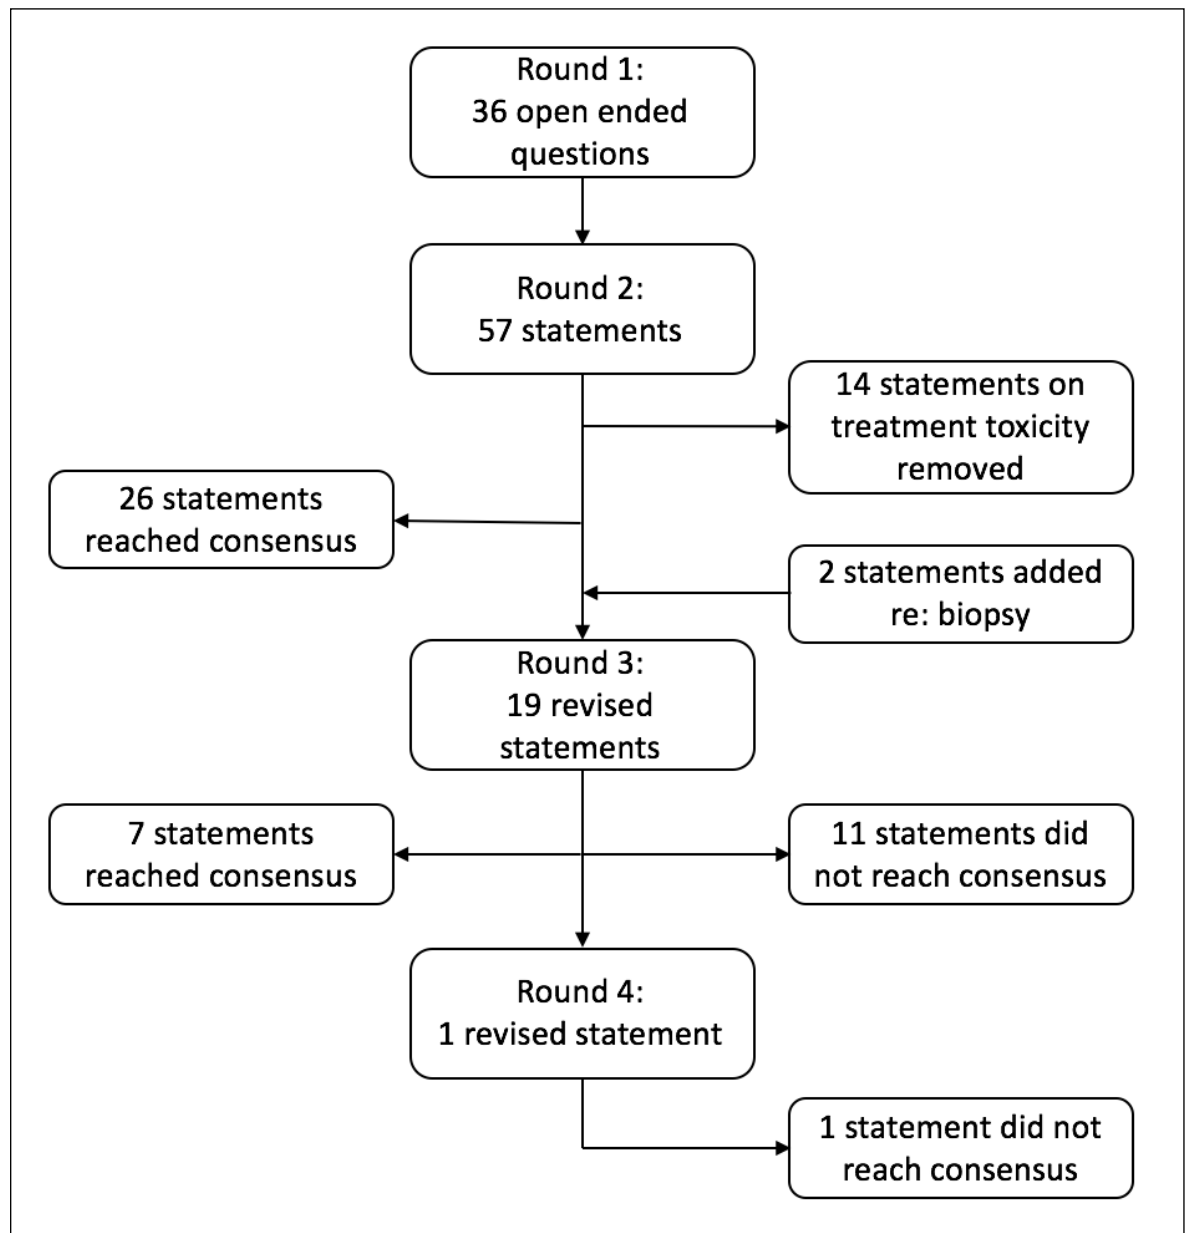 Round 1:
36 open ended
questions
Round 2:
57 statements
14 statements on
treatment toxicity
removed
26 statements
reached consensus
2 statements added
re: biopsy
Round 3:
19 revised
statements
7 statements
reached consensus
11 statements did
not reach consensus
Round 4:
1 revised statement
1 statement did not
reach consensus